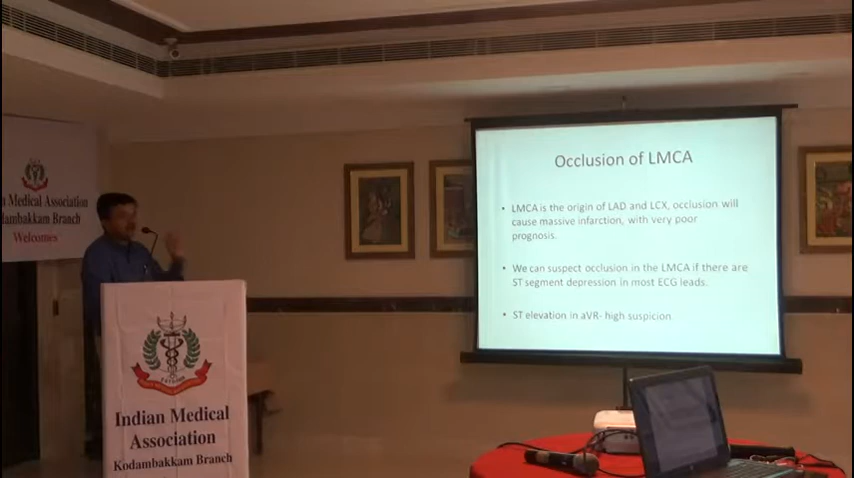 t Medical Association
dambakkam Branch
Welcomes
Occlusion of LMCA
• LMCA is the origin of LAD and LCX, occlusion will
cause massive infarction, with very poor
prognosis.
• We can suspect occlusion in the LMCA if there are
ST segment depression in most ECG leads.
• ST elevation in aVR- high suspicion
Indian Medical
Association
Kodambakkam Branch